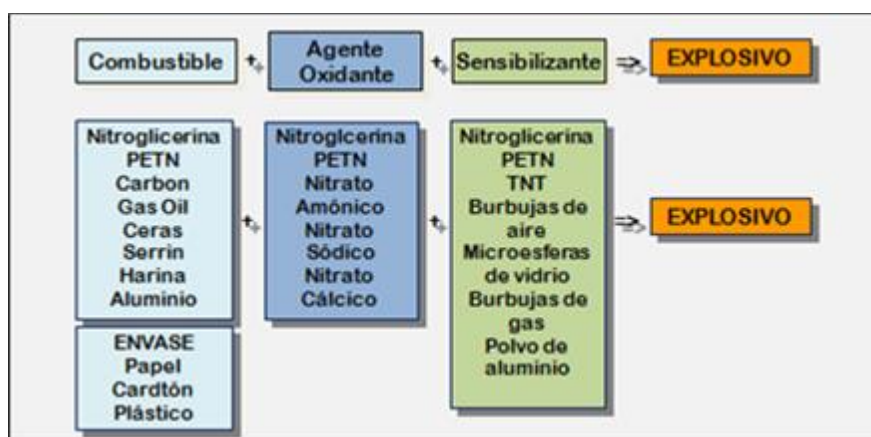 Combustible
+
Agente
Oxidante
+
Sensibilizante
=>
EXPLOSIVO
Nitroglicerina
PETN
Carbon
Gas Oil
Ceras
Serrin
Harina
Aluminio
ENVASE
Papel
Cardtón
Plástico
+
Nitroglcerina
PETN
Nitrato
Amónico
Nitrato
Sódico
Nitrato
Cálcico
+
Nitroglicerina
PETN
TNT
Burbujas de
aire
Microesferas
de vidrio
Burbujas de
gas
Polvo de
aluminio
=>
EXPLOSIVO